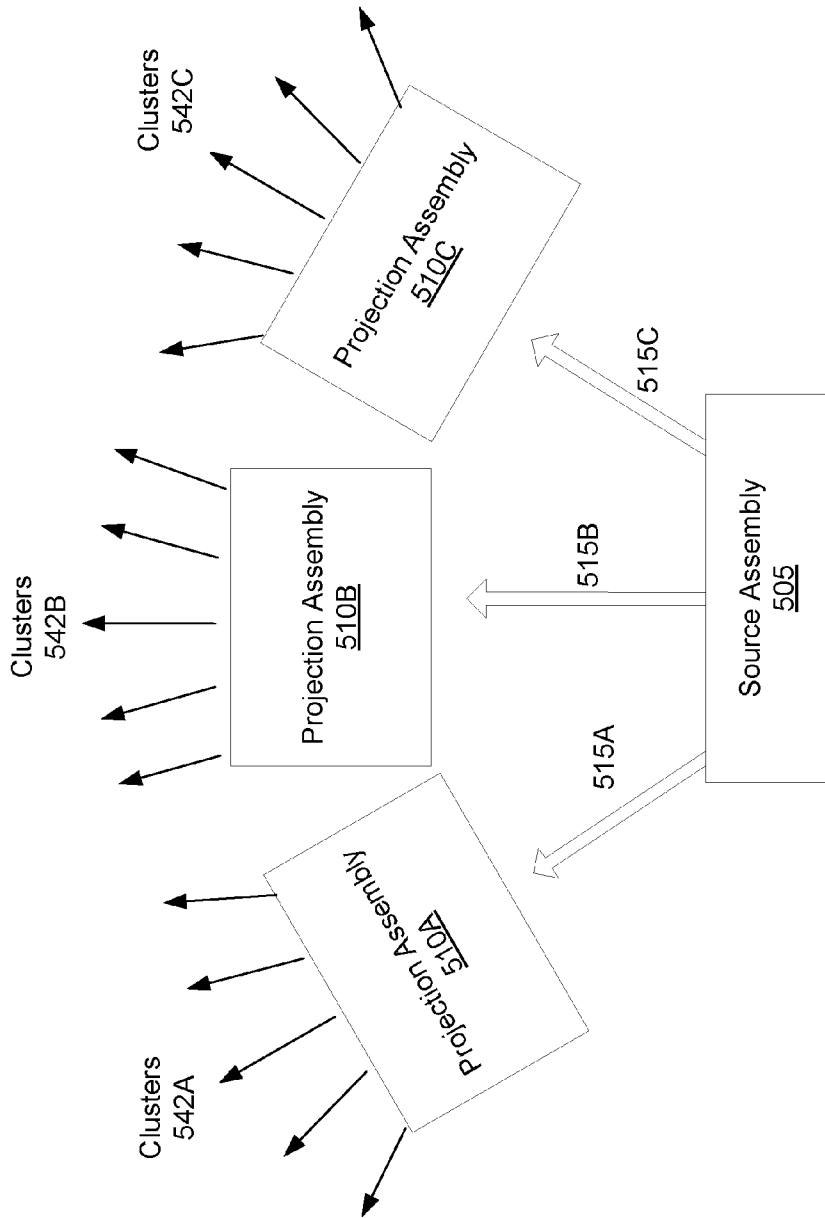 Clusters
542A
Clusters
542B
Clusters
542C
Projection Assembly
510A
Projection Assembly
510B
Projection Assembly
510C
515A
515B
515C
Source Assembly
505